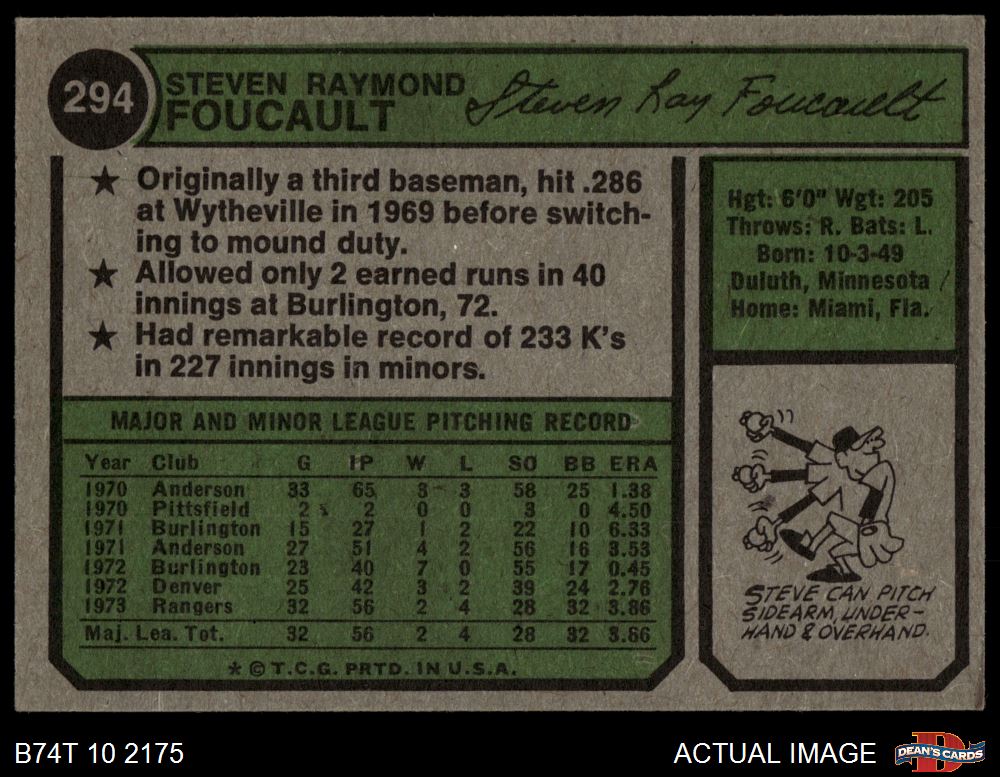 294
STEVEN RAYMOND
FOUCAULT
Steven Ray Foucault
★ Originally a third baseman, hit .286
at Wytheville in 1969 before switch-
ing to mound duty.
★ Allowed only 2 earned runs in 40
innings at Burlington, 72.
★ Had remarkable record of 233 K's
in 227 innings in minors.
Hgt: 6'0" Wgt: 205
Throws: R. Bats: L.
Born: 10-3-49
Duluth, Minnesota
Home: Miami, Fla.
MAJOR AND MINOR LEAGUE PITCHING RECORD
Year Club G IP W L SO BB ERA
1970 Anderson 33 65 3 3 58 25 1.38
1970 Pittsfield 2 2 0 0 3 0 4.50
1971 Burlington 15 27 1 2 22 10 6.33
1971 Anderson 27 51 4 2 56 16 3.53
1972 Burlington 23 40 7 0 55 17 0.45
1972 Denver 25 42 3 2 39 24 2.76
1973 Rangers 32 56 2 4 28 32 3.86
Maj. Lea. Tot. 32 56 2 4 28 32 3.86
* © T.C.G. PRTD. IN U.S.A.
STEVE CAN PITCH
SIDEARM, UNDER-
HAND & OVERHAND.
B74T 10 2175
ACTUAL IMAGE
DEAN'S CARDS